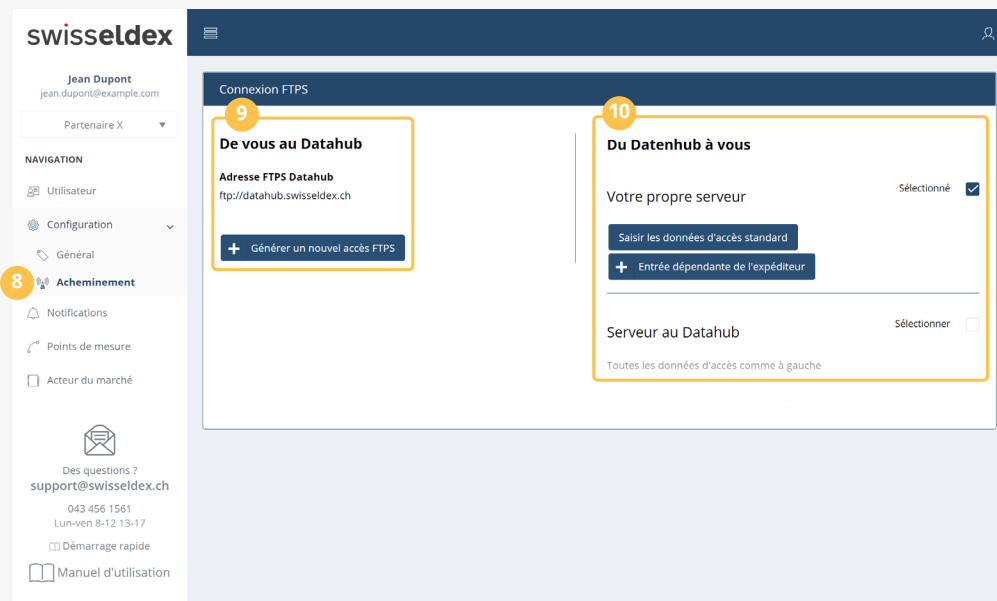 swisseldex
Jean Dupont
jean.dupont@example.com
Partenaire X
NAVIGATION
Utilisateur
Configuration
Général
8
Acheminement
Notifications
Points de mesure
Acteur du marché
Des questions ?
support@swisseldex.ch
043 456 1561
Lun-ven 8-12 13-17
Démarrage rapide
Manuel d'utilisation
Connexion FTPS
9
De vous au Datahub
Adresse FTPS Datahub
ftp://datahub.swisseldex.ch
Générer un nouvel accès FTPS
10
Du Datenhub à vous
Votre propre serveur
Sélectionné
Saisir les données d'accès standard
Entrée dépendante de l'expéditeur
Serveur au Datahub
Sélectionner
Toutes les données d'accès comme à gauche